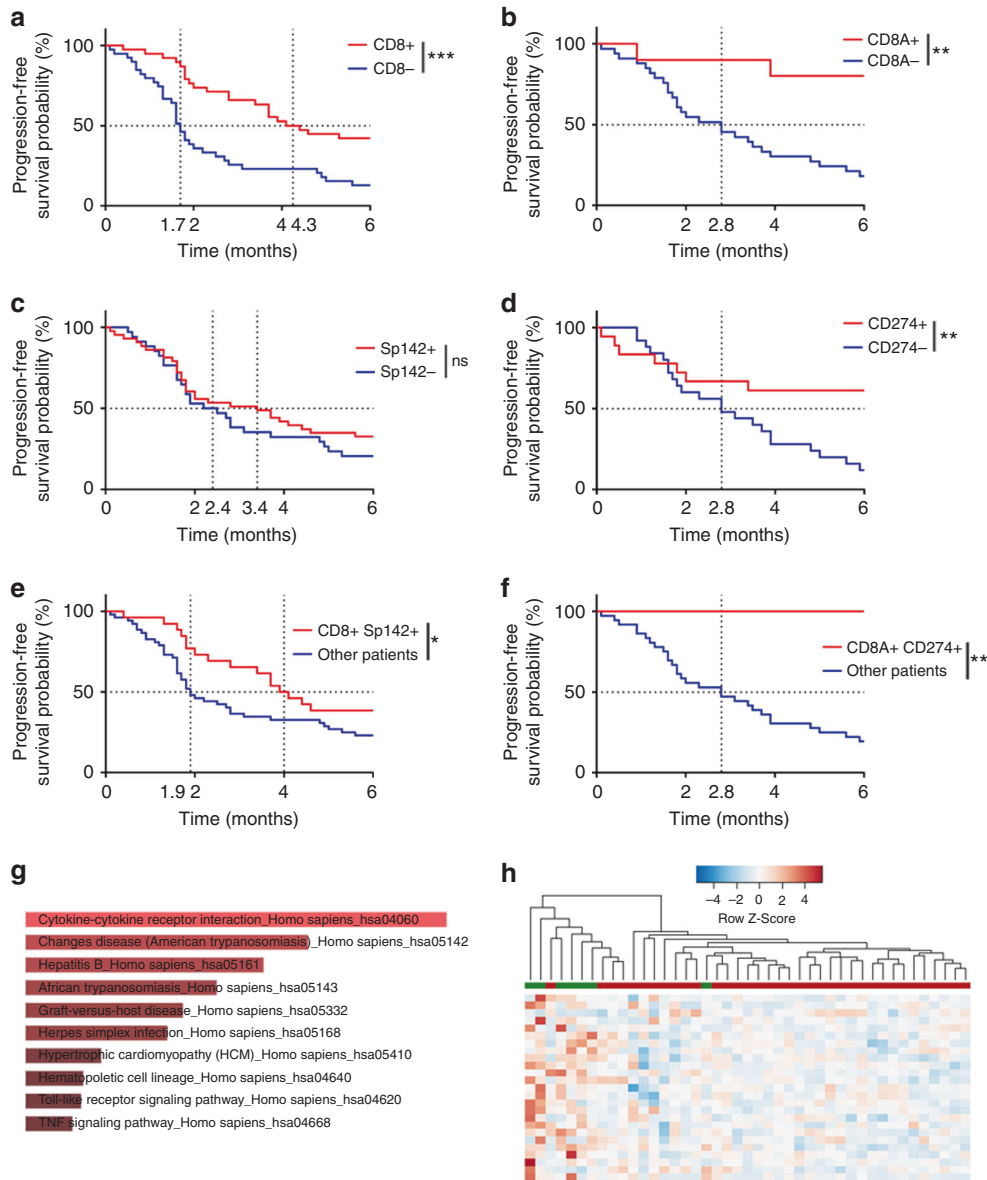 a
Progression-free
survival probability (%)
100
50
0
CD8+
CD8–
***
0 1.7 2 4 4.3 6
Time (months)
b
Progression-free
survival probability (%)
100
50
0
CD8A+
CD8A–
**
0 2 2.8 4 6
Time (months)
c
Progression-free
survival probability (%)
100
50
0
Sp142+
Sp142–
ns
0 2 2.4 3.4 4 6
Time (months)
d
Progression-free
survival probability (%)
100
50
0
CD274+
CD274–
**
0 2 2.8 4 6
Time (months)
e
Progression-free
survival probability (%)
100
50
0
CD8+ Sp142+
Other patients
*
0 1.9 2 4 6
Time (months)
f
Progression-free
survival probability (%)
100
50
0
CD8A+ CD274+
Other patients
**
0 2 2.8 4 6
Time (months)
g
Cytokine-cytokine receptor interaction_Homo sapiens_hsa04060
Changes disease (American trypanosomiasis)_Homo sapiens_hsa05142
Hepatitis B_Homo sapiens_hsa05161
African trypanosomiasis_Homo sapiens_hsa05143
Graft-versus-host disease_Homo sapiens_hsa05332
Herpes simplex infection_Homo sapiens_hsa05168
Hypertrophic cardiomyopathy (HCM)_Homo sapiens_hsa05410
Hematopoletic cell lineage_Homo sapiens_hsa04640
Toll-like receptor signaling pathway_Homo sapiens_hsa04620
TNF signaling pathway_Homo sapiens_hsa04668
h
–4 –2 0 2 4
Row Z-Score